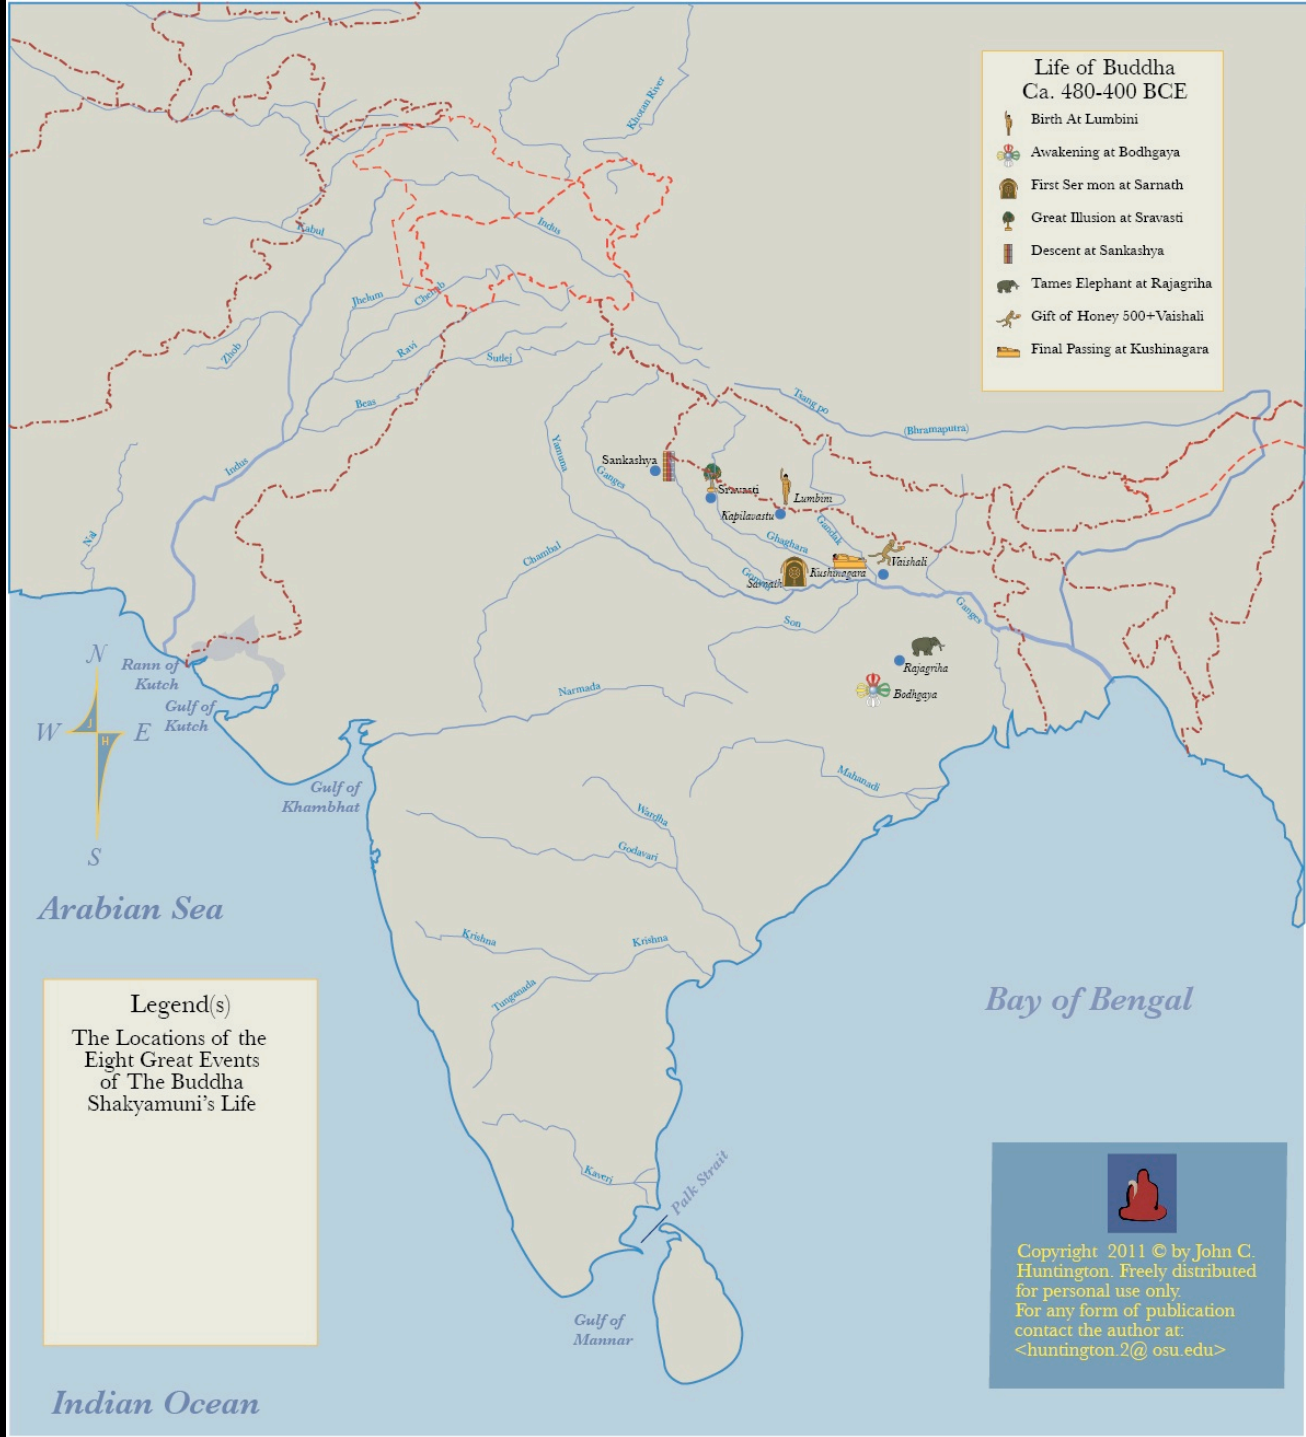 Life of Buddha
Ca. 480-400 BCE
Birth At Lumbini
Awakening at Bodhgaya
First Ser mon at Sarnath
Great Illusion at Sravasti
Descent at Sankashya
Tames Elephant at Rajagriha
Gift of Honey 500+Vaishali
Final Passing at Kushinagara
Khotan River
Kabul
Indus
Jhelum
Chenab
Zhob
Ravi
Sutlej
Beas
Tsang po
(Bhramaputra)
Yamuna
Indus
Nal
Sankashya
Ganges
Sravasti
Lumbini
Kapilavastu
Gandak
Ghaghara
Chambal
Vaishali
Kushinagara
Sarnath
Ganges
Son
Rajagriha
Bodhgaya
Narmada
N
W
J
H
E
S
Rann of
Kutch
Gulf of
Kutch
Gulf of
Khambhat
Mahanadi
Wardha
Godavari
Krishna
Krishna
Tunganada
Kaveri
Arabian Sea
Bay of Bengal
Palk Strait
Gulf of
Mannar
Indian Ocean
Legend(s)
The Locations of the
Eight Great Events
of The Buddha
Shakyamuni's Life
Copyright 2011 © by John C.
Huntington. Freely distributed
for personal use only.
For any form of publication
contact the author at:
<huntington.2@ osu.edu>